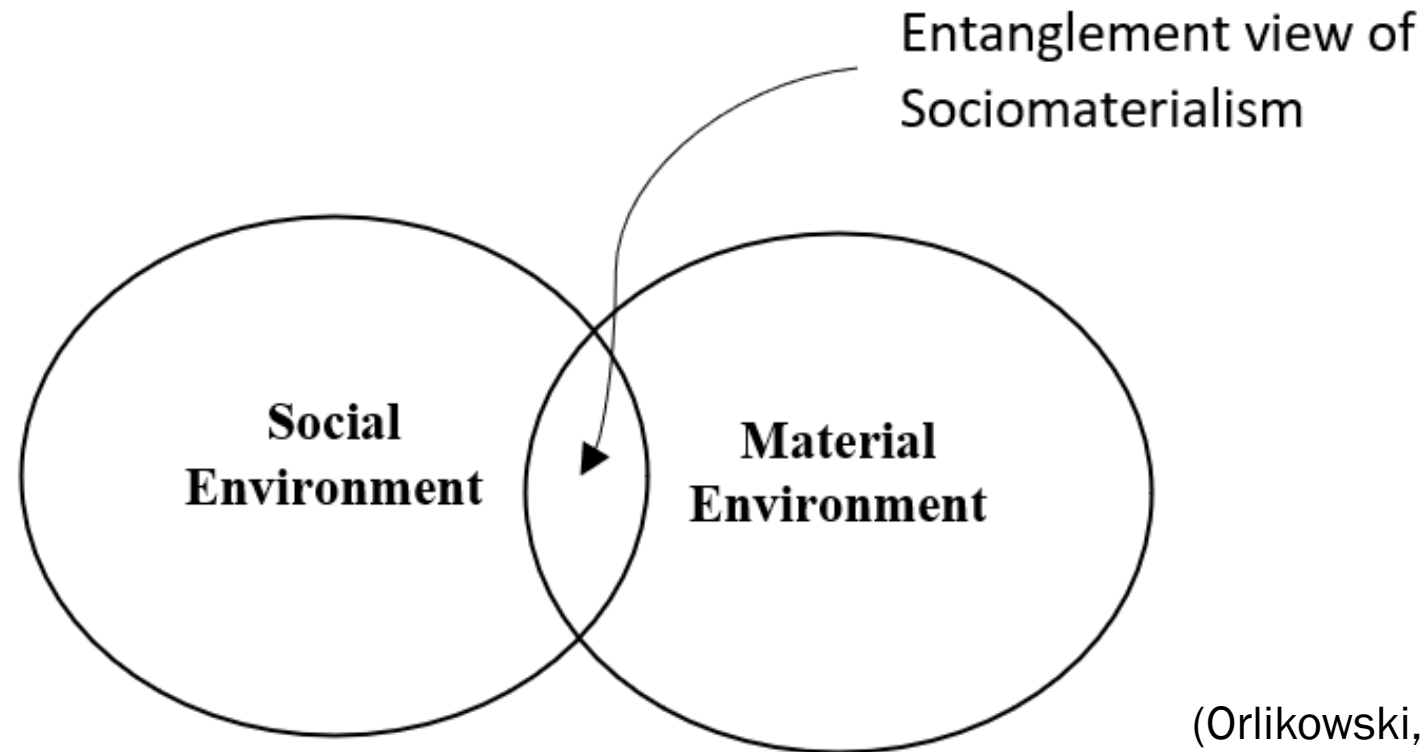 Entanglement view of
Sociomaterialism
Social
Environment
Material
Environment
(Orlikowski,